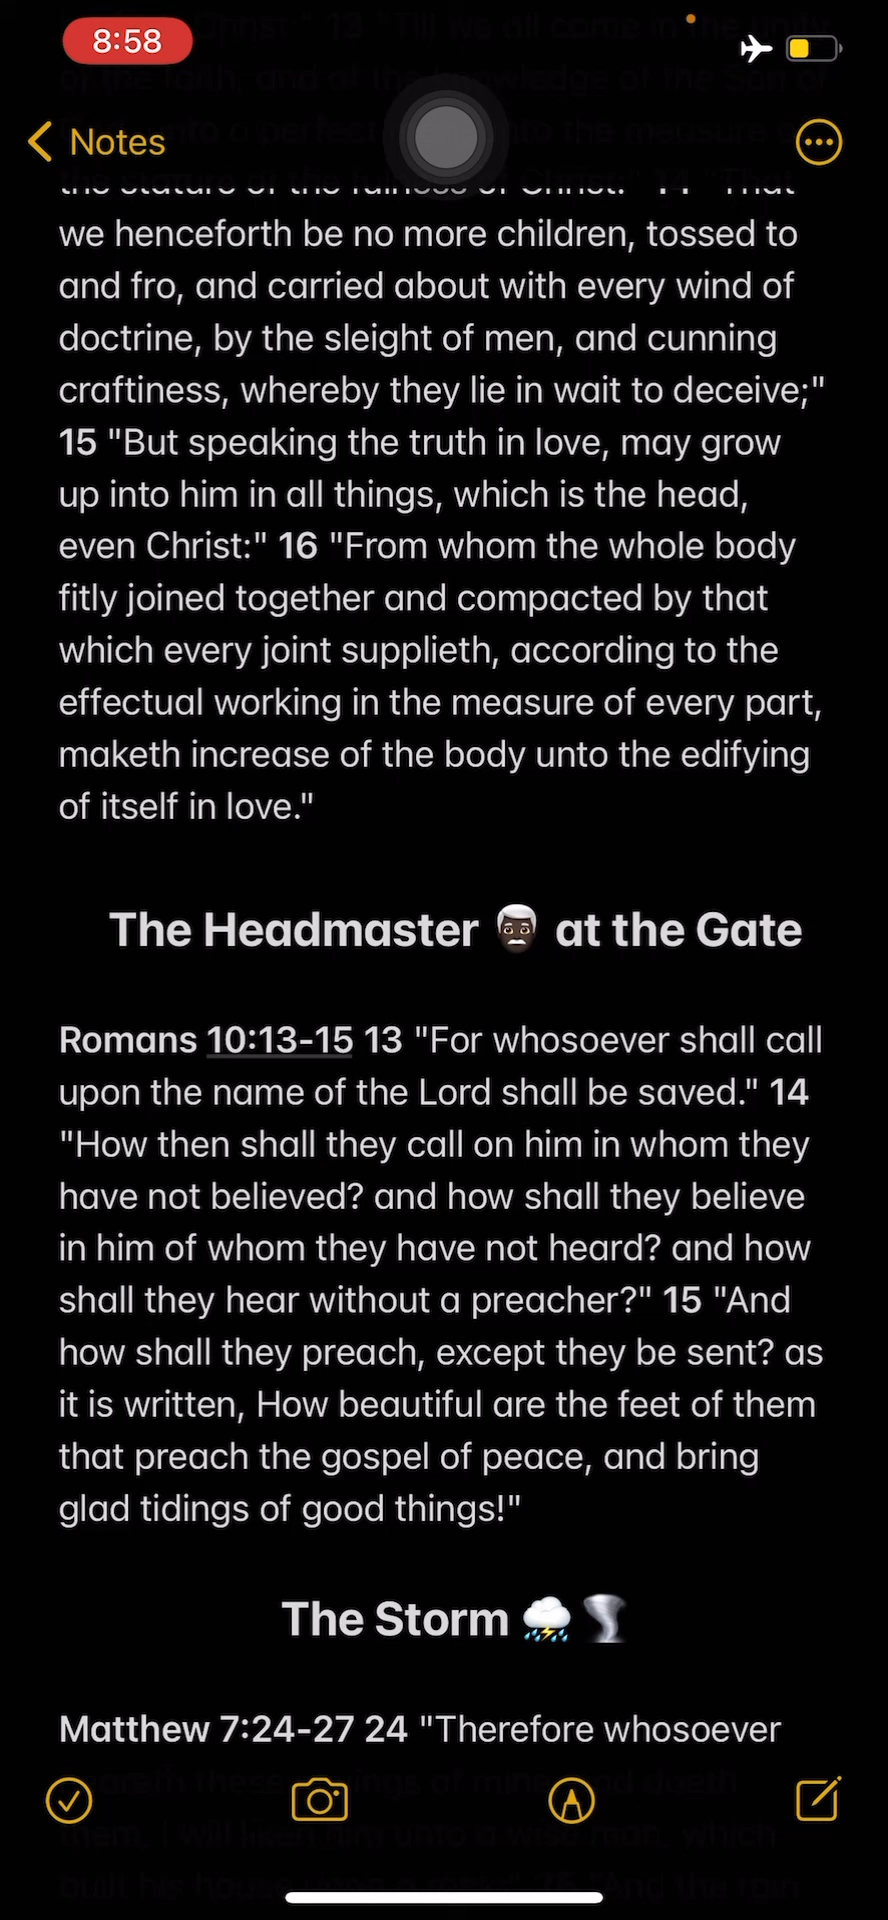 8:58
Notes
the stature of the fulness of Christ:" 14 "That
we henceforth be no more children, tossed to
and fro, and carried about with every wind of
doctrine, by the sleight of men, and cunning
craftiness, whereby they lie in wait to deceive;"
15 "But speaking the truth in love, may grow
up into him in all things, which is the head,
even Christ:" 16 "From whom the whole body
fitly joined together and compacted by that
which every joint supplieth, according to the
effectual working in the measure of every part,
maketh increase of the body unto the edifying
of itself in love."
The Headmaster 👨🏿‍🦳 at the Gate
Romans 10:13-15 13 "For whosoever shall call
upon the name of the Lord shall be saved." 14
"How then shall they call on him in whom they
have not believed? and how shall they believe
in him of whom they have not heard? and how
shall they hear without a preacher?" 15 "And
how shall they preach, except they be sent? as
it is written, How beautiful are the feet of them
that preach the gospel of peace, and bring
glad tidings of good things!"
The Storm ⛈️🌪️
Matthew 7:24-27 24 "Therefore whosoever